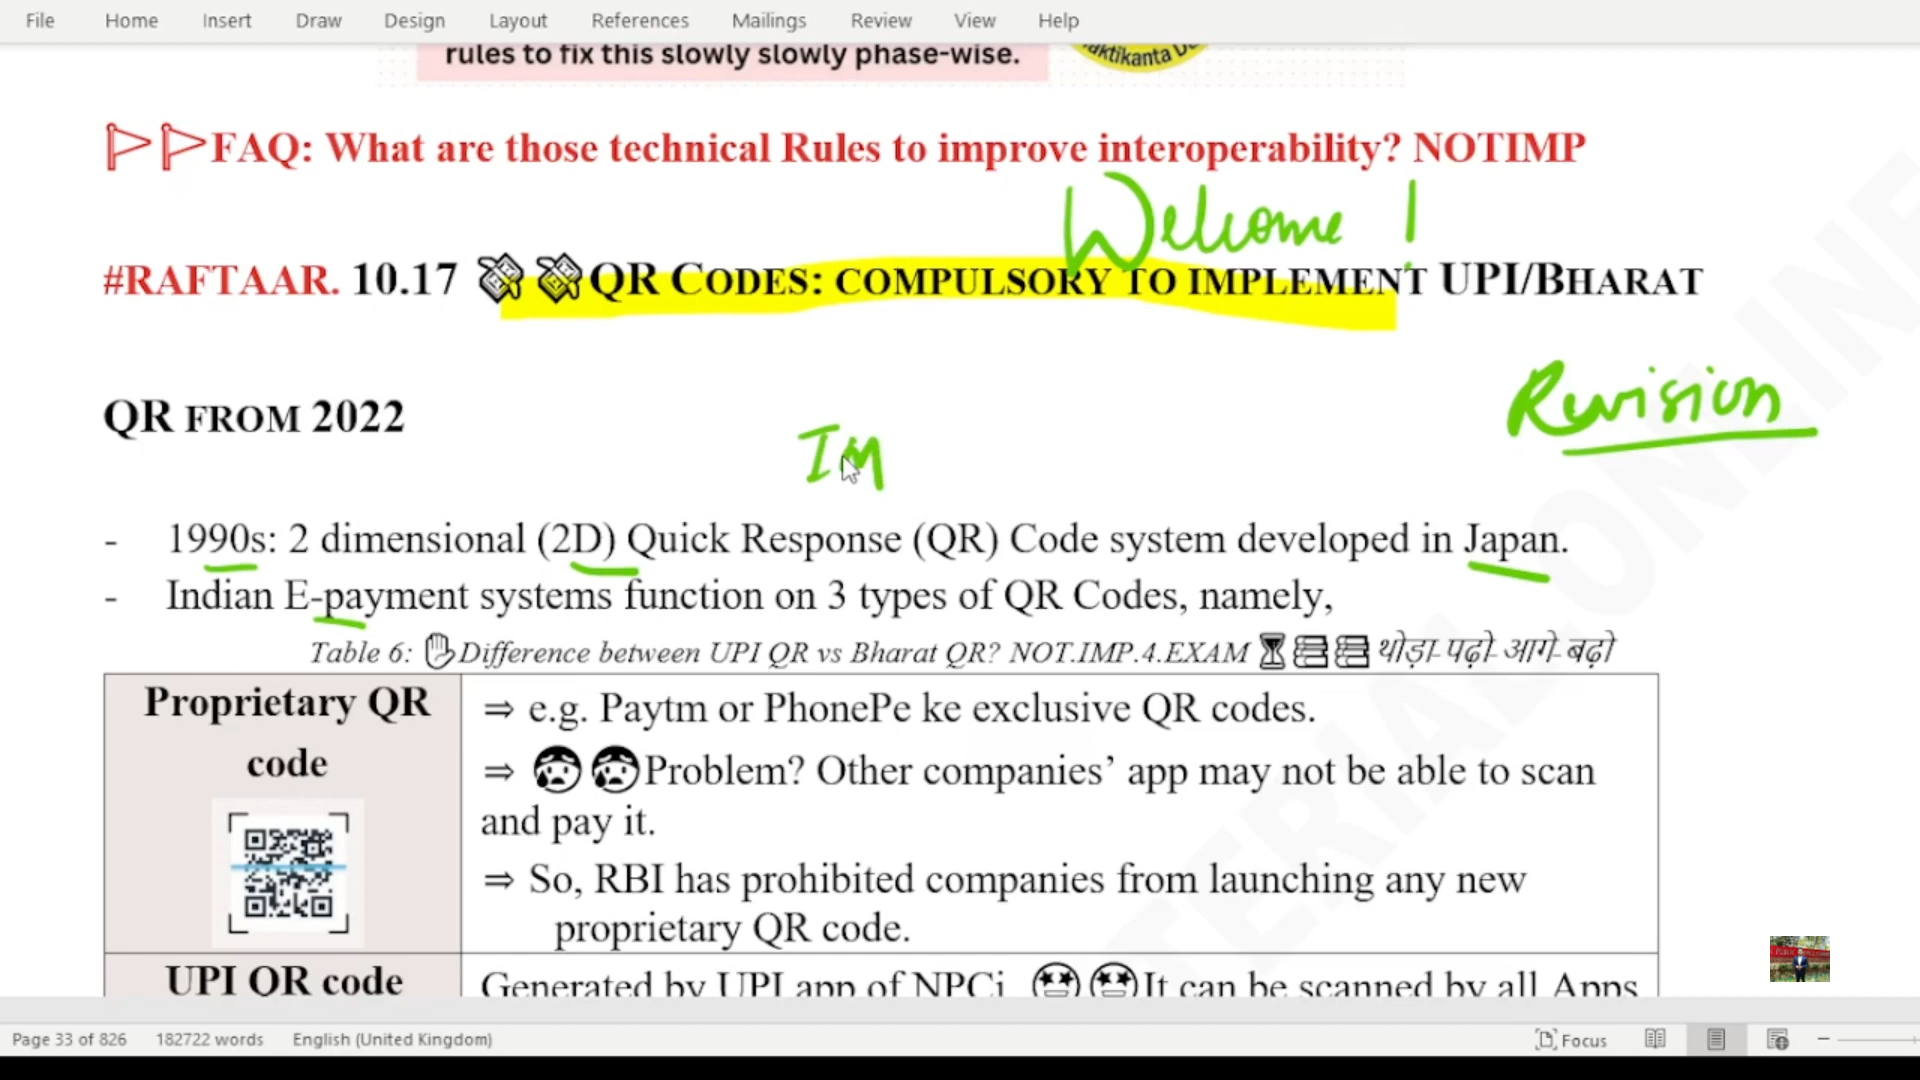 File Home Insert Draw Design Layout References Mailings Review View Help
rules to fix this slowly slowly phase-wise.
FAQ: What are those technical Rules to improve interoperability? NOTIMP
Welcome !
#RAFTAAR. 10.17 QR CODES: COMPULSORY TO IMPLEMENT UPI/BHARAT
Revision
QR FROM 2022
IM
- 1990s: 2 dimensional (2D) Quick Response (QR) Code system developed in Japan.
- Indian E-payment systems function on 3 types of QR Codes, namely,
Table 6: Difference between UPI QR vs Bharat QR? NOT.IMP.4.EXAM थोड़ा पढ़ो आगे बढ़ो
Proprietary QR
code
⇒ e.g. Paytm or PhonePe ke exclusive QR codes.
⇒ Problem? Other companies’ app may not be able to scan
and pay it.
⇒ So, RBI has prohibited companies from launching any new
proprietary QR code.
UPI QR code
Generated by UPI app of NPCi It can be scanned by all Apps
Page 33 of 826 182722 words English (United Kingdom) Focus